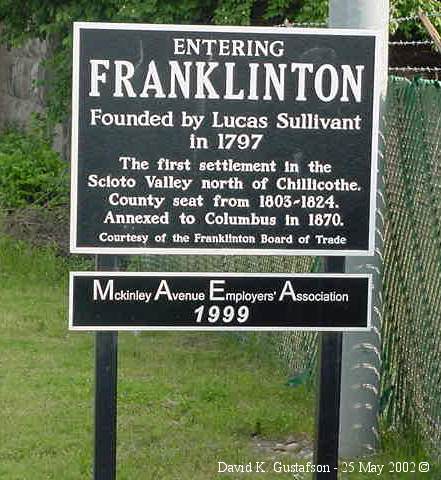 ENTERING
FRANKLINTON
Founded by Lucas Sullivant
in 1797
The first settlement in the
Scioto Valley north of Chillicothe.
County seat from 1803-1824.
Annexed to Columbus in 1870.
Courtesy of the Franklinton Board of Trade
Mckinley Avenue Employers' Association
1999
David K. Gustafson - 25 May 2002 ©